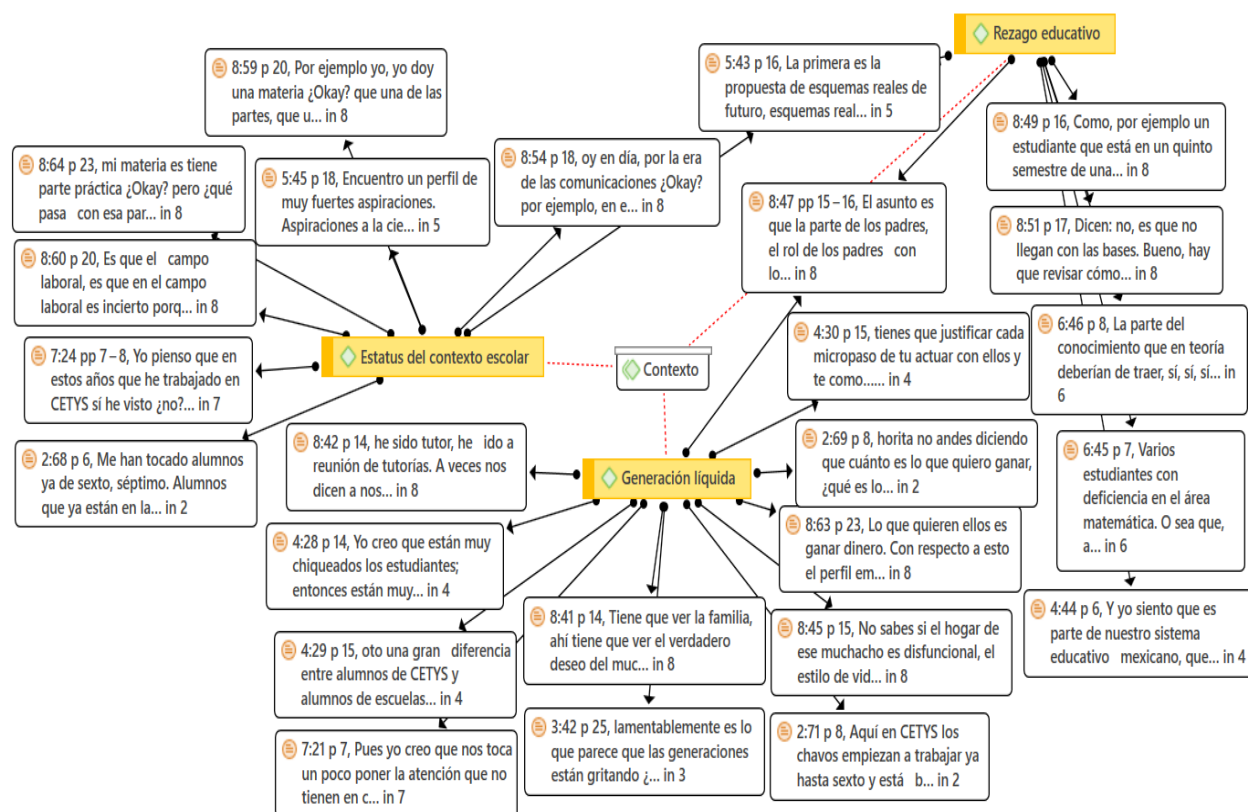 Rezago educativo
8:59 p 20, Por ejemplo yo, yo doy
una materia ¿Okay? que una de las
partes, que u... in 8
5:43 p 16, La primera es la
propuesta de esquemas reales de
futuro, esquemas real... in 5
8:49 p 16, Como, por ejemplo un
estudiante que está en un quinto
semestre de una... in 8
8:64 p 23, mi materia es tiene
parte práctica ¿Okay? pero ¿qué
pasa con esa par... in 8
5:45 p 18, Encuentro un perfil de
muy fuertes aspiraciones.
Aspiraciones a la cie... in 5
8:54 p 18, oy en día, por la era
de las comunicaciones ¿Okay?
por ejemplo, en e... in 8
8:47 pp 15 – 16, El asunto es
que la parte de los padres,
el rol de los padres con
lo... in 8
8:51 p 17, Dicen: no, es que no
llegan con las bases. Bueno, hay
que revisar cómo... in 8
8:60 p 20, Es que el campo
laboral, es que en el campo
laboral es incierto porq... in 8
4:30 p 15, tienes que justificar cada
micropaso de tu actuar con ellos y
te como...... in 4
6:46 p 8, La parte del
conocimiento que en teoría
deberían de traer, sí, sí, sí... in
6
Estatus del contexto escolar
Contexto
7:24 pp 7 – 8, Yo pienso que en
estos años que he trabajado en
CETYS sí he visto ¿no?... in 7
8:42 p 14, he sido tutor, he ido a
reunión de tutorías. A veces nos
dicen a nos... in 8
2:69 p 8, horita no andes diciendo
que cuánto es lo que quiero ganar,
¿qué es lo... in 2
2:68 p 6, Me han tocado alumnos
ya de sexto, séptimo. Alumnos
que ya están en la... in 2
Generación líquida
6:45 p 7, Varios
estudiantes con
deficiencia en el área
matemática. O sea que,
a... in 6
8:63 p 23, Lo que quieren ellos es
ganar dinero. Con respecto a esto
el perfil em... in 8
4:28 p 14, Yo creo que están muy
chiqueados los estudiantes;
entonces están muy... in 4
8:41 p 14, Tiene que ver la familia,
ahí tiene que ver el verdadero
deseo del muc... in 8
8:45 p 15, No sabes si el hogar de
ese muchacho es disfuncional, el
estilo de vid... in 8
4:44 p 6, Y yo siento que es
parte de nuestro sistema
educativo mexicano, que... in 4
4:29 p 15, oto una gran diferencia
entre alumnos de CETYS y
alumnos de escuelas... in 4
3:42 p 25, lamentablemente es lo
que parece que las generaciones
están gritando ¿... in 3
2:71 p 8, Aquí en CETYS los
chavos empiezan a trabajar ya
hasta sexto y está b... in 2
7:21 p 7, Pues yo creo que nos toca
un poco poner la atención que no
tienen en c... in 7